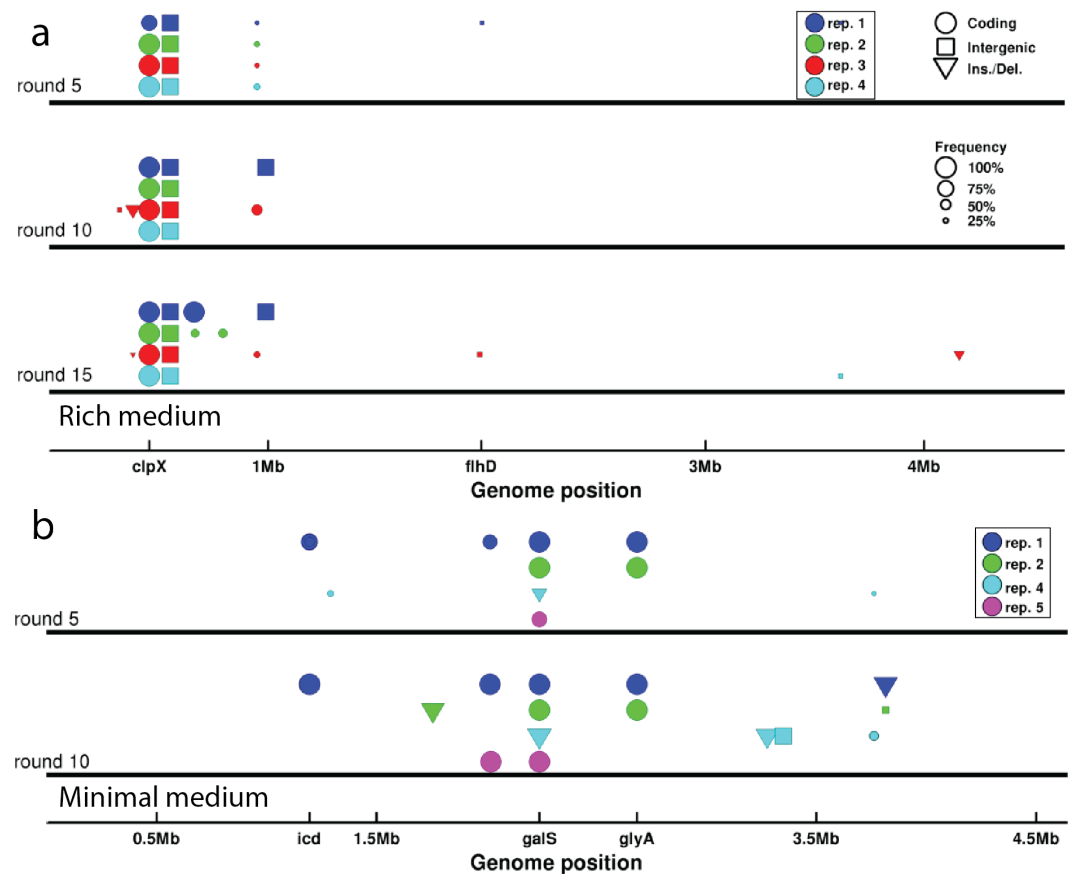 a
rep. 1
rep. 2
rep. 3
rep. 4
Coding
Intergenic
Ins./Del.
round 5
Frequency
100%
75%
50%
25%
round 10
round 15
Rich medium
clpX 1Mb flhD 3Mb 4Mb
Genome position
b
rep. 1
rep. 2
rep. 4
rep. 5
round 5
round 10
Minimal medium
0.5Mb icd 1.5Mb galS glyA 3.5Mb 4.5Mb
Genome position